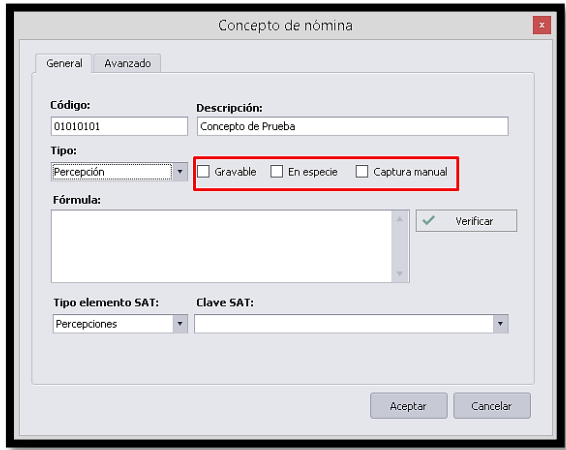 Concepto de nómina
x
General Avanzado
Código: Descripción:
01010101 Concepto de Prueba
Tipo:
Percepción Gravable En especie Captura manual
Fórmula:
Verificar
Tipo elemento SAT: Clave SAT:
Percepciones
Aceptar Cancelar